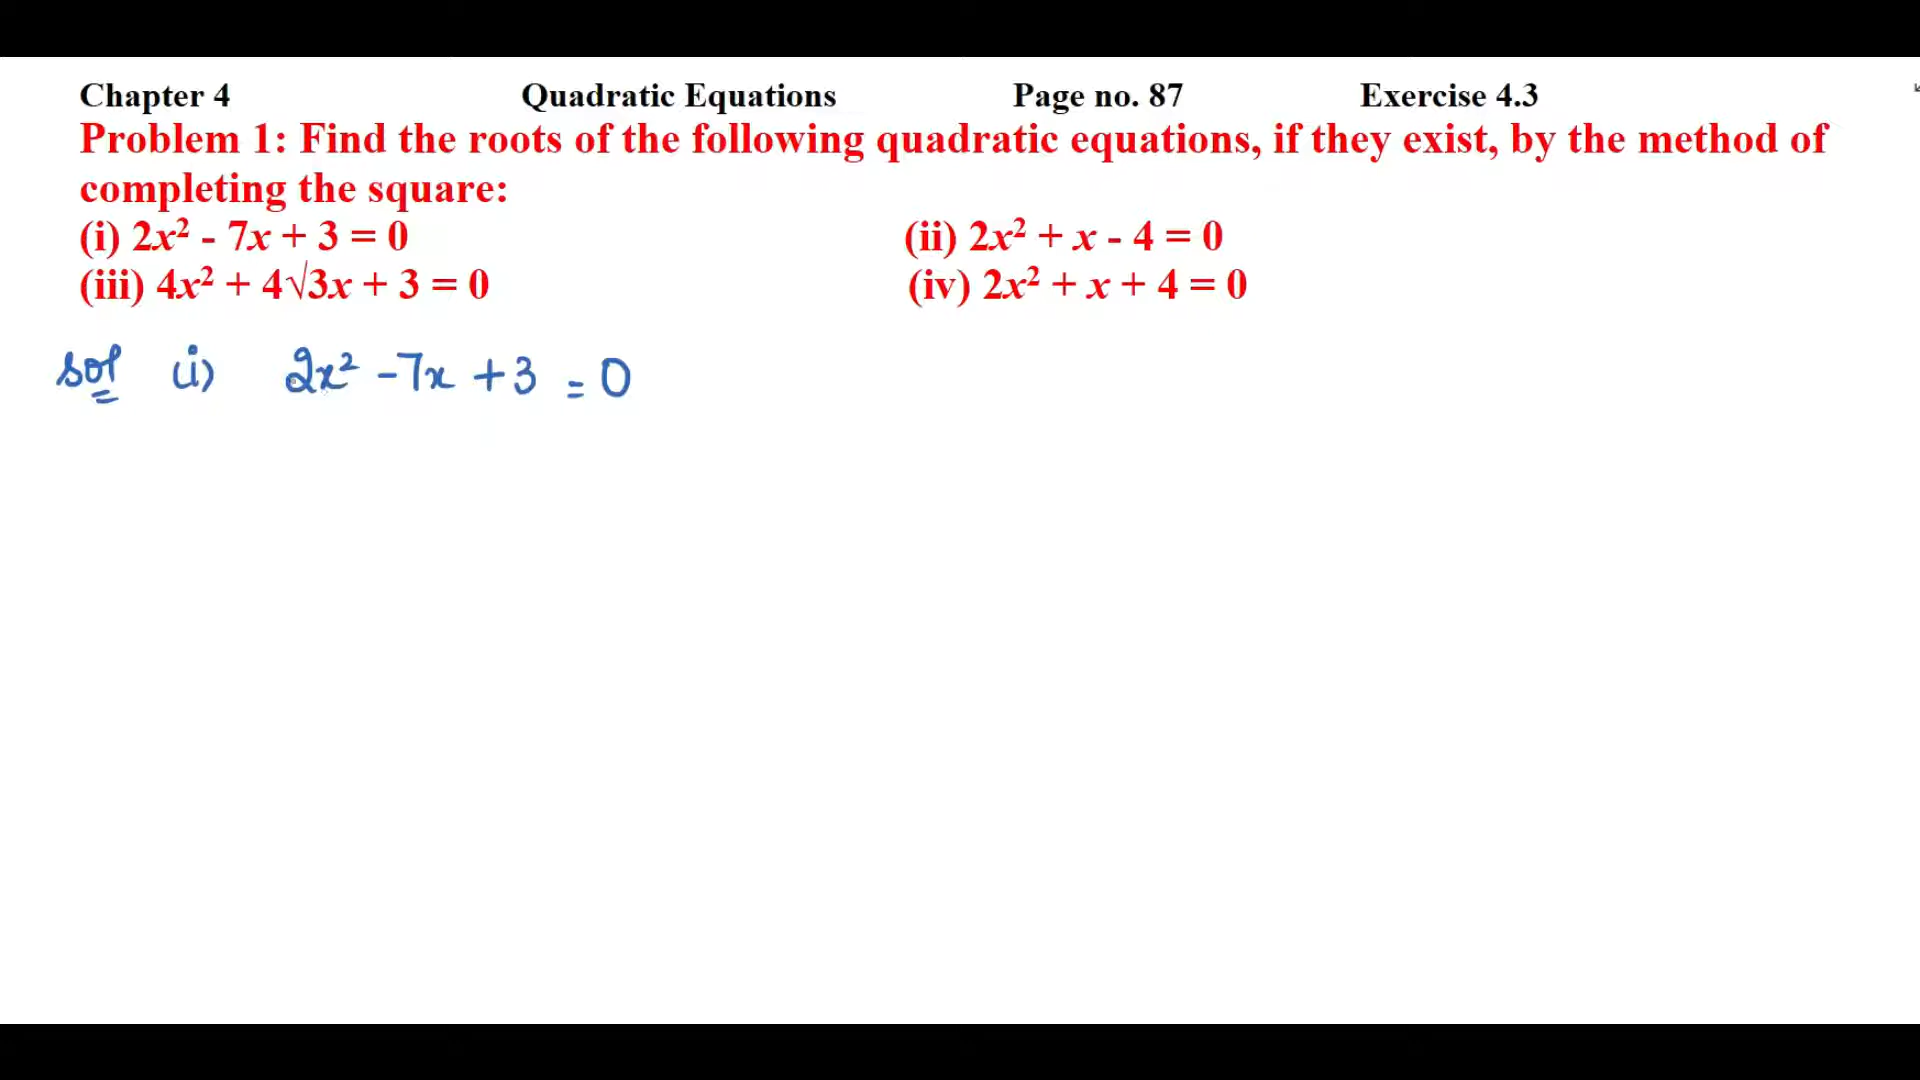 Chapter 4 Quadratic Equations Page no. 87 Exercise 4.3
Problem 1: Find the roots of the following quadratic equations, if they exist, by the method of
completing the square:
(i) 2x² - 7x + 3 = 0 (ii) 2x² + x - 4 = 0
(iii) 4x² + 4√3x + 3 = 0 (iv) 2x² + x + 4 = 0
Sol (i) 2x² - 7x + 3 = 0